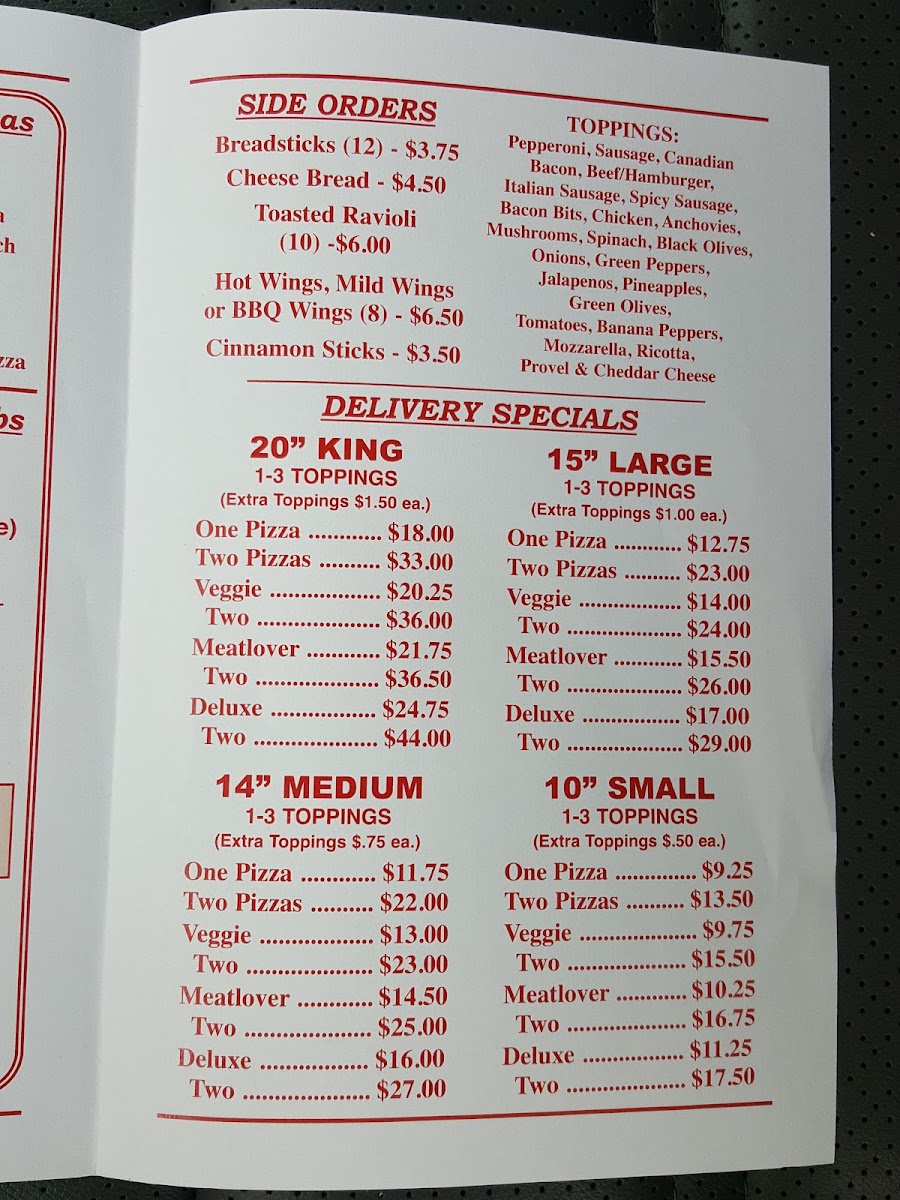 as
a
ch
zza
bs
e)
SIDE ORDERS
Breadsticks (12) - $3.75
Cheese Bread - $4.50
Toasted Ravioli
(10) -$6.00
Hot Wings, Mild Wings
or BBQ Wings (8) - $6.50
Cinnamon Sticks - $3.50
TOPPINGS:
Pepperoni, Sausage, Canadian
Bacon, Beef/Hamburger,
Italian Sausage, Spicy Sausage,
Bacon Bits, Chicken, Anchovies,
Mushrooms, Spinach, Black Olives,
Onions, Green Peppers,
Jalapenos, Pineapples,
Green Olives,
Tomatoes, Banana Peppers,
Mozzarella, Ricotta,
Provel & Cheddar Cheese
DELIVERY SPECIALS
20” KING
1-3 TOPPINGS
(Extra Toppings $1.50 ea.)
One Pizza ............ $18.00
Two Pizzas .......... $33.00
Veggie .................. $20.25
Two .................... $36.00
Meatlover ............ $21.75
Two .................... $36.50
Deluxe ................. $24.75
Two .................... $44.00
15” LARGE
1-3 TOPPINGS
(Extra Toppings $1.00 ea.)
One Pizza ........... $12.75
Two Pizzas ......... $23.00
Veggie ................. $14.00
Two ................... $24.00
Meatlover ........... $15.50
Two ................... $26.00
Deluxe ................ $17.00
Two ................... $29.00
14” MEDIUM
1-3 TOPPINGS
(Extra Toppings $.75 ea.)
One Pizza ............ $11.75
Two Pizzas .......... $22.00
Veggie .................. $13.00
Two .................... $23.00
Meatlover ............ $14.50
Two .................... $25.00
Deluxe ................. $16.00
Two .................... $27.00
10” SMALL
1-3 TOPPINGS
(Extra Toppings $.50 ea.)
One Pizza ............. $9.25
Two Pizzas ......... $13.50
Veggie ................... $9.75
Two ................... $15.50
Meatlover ........... $10.25
Two ................... $16.75
Deluxe ................ $11.25
Two ................... $17.50